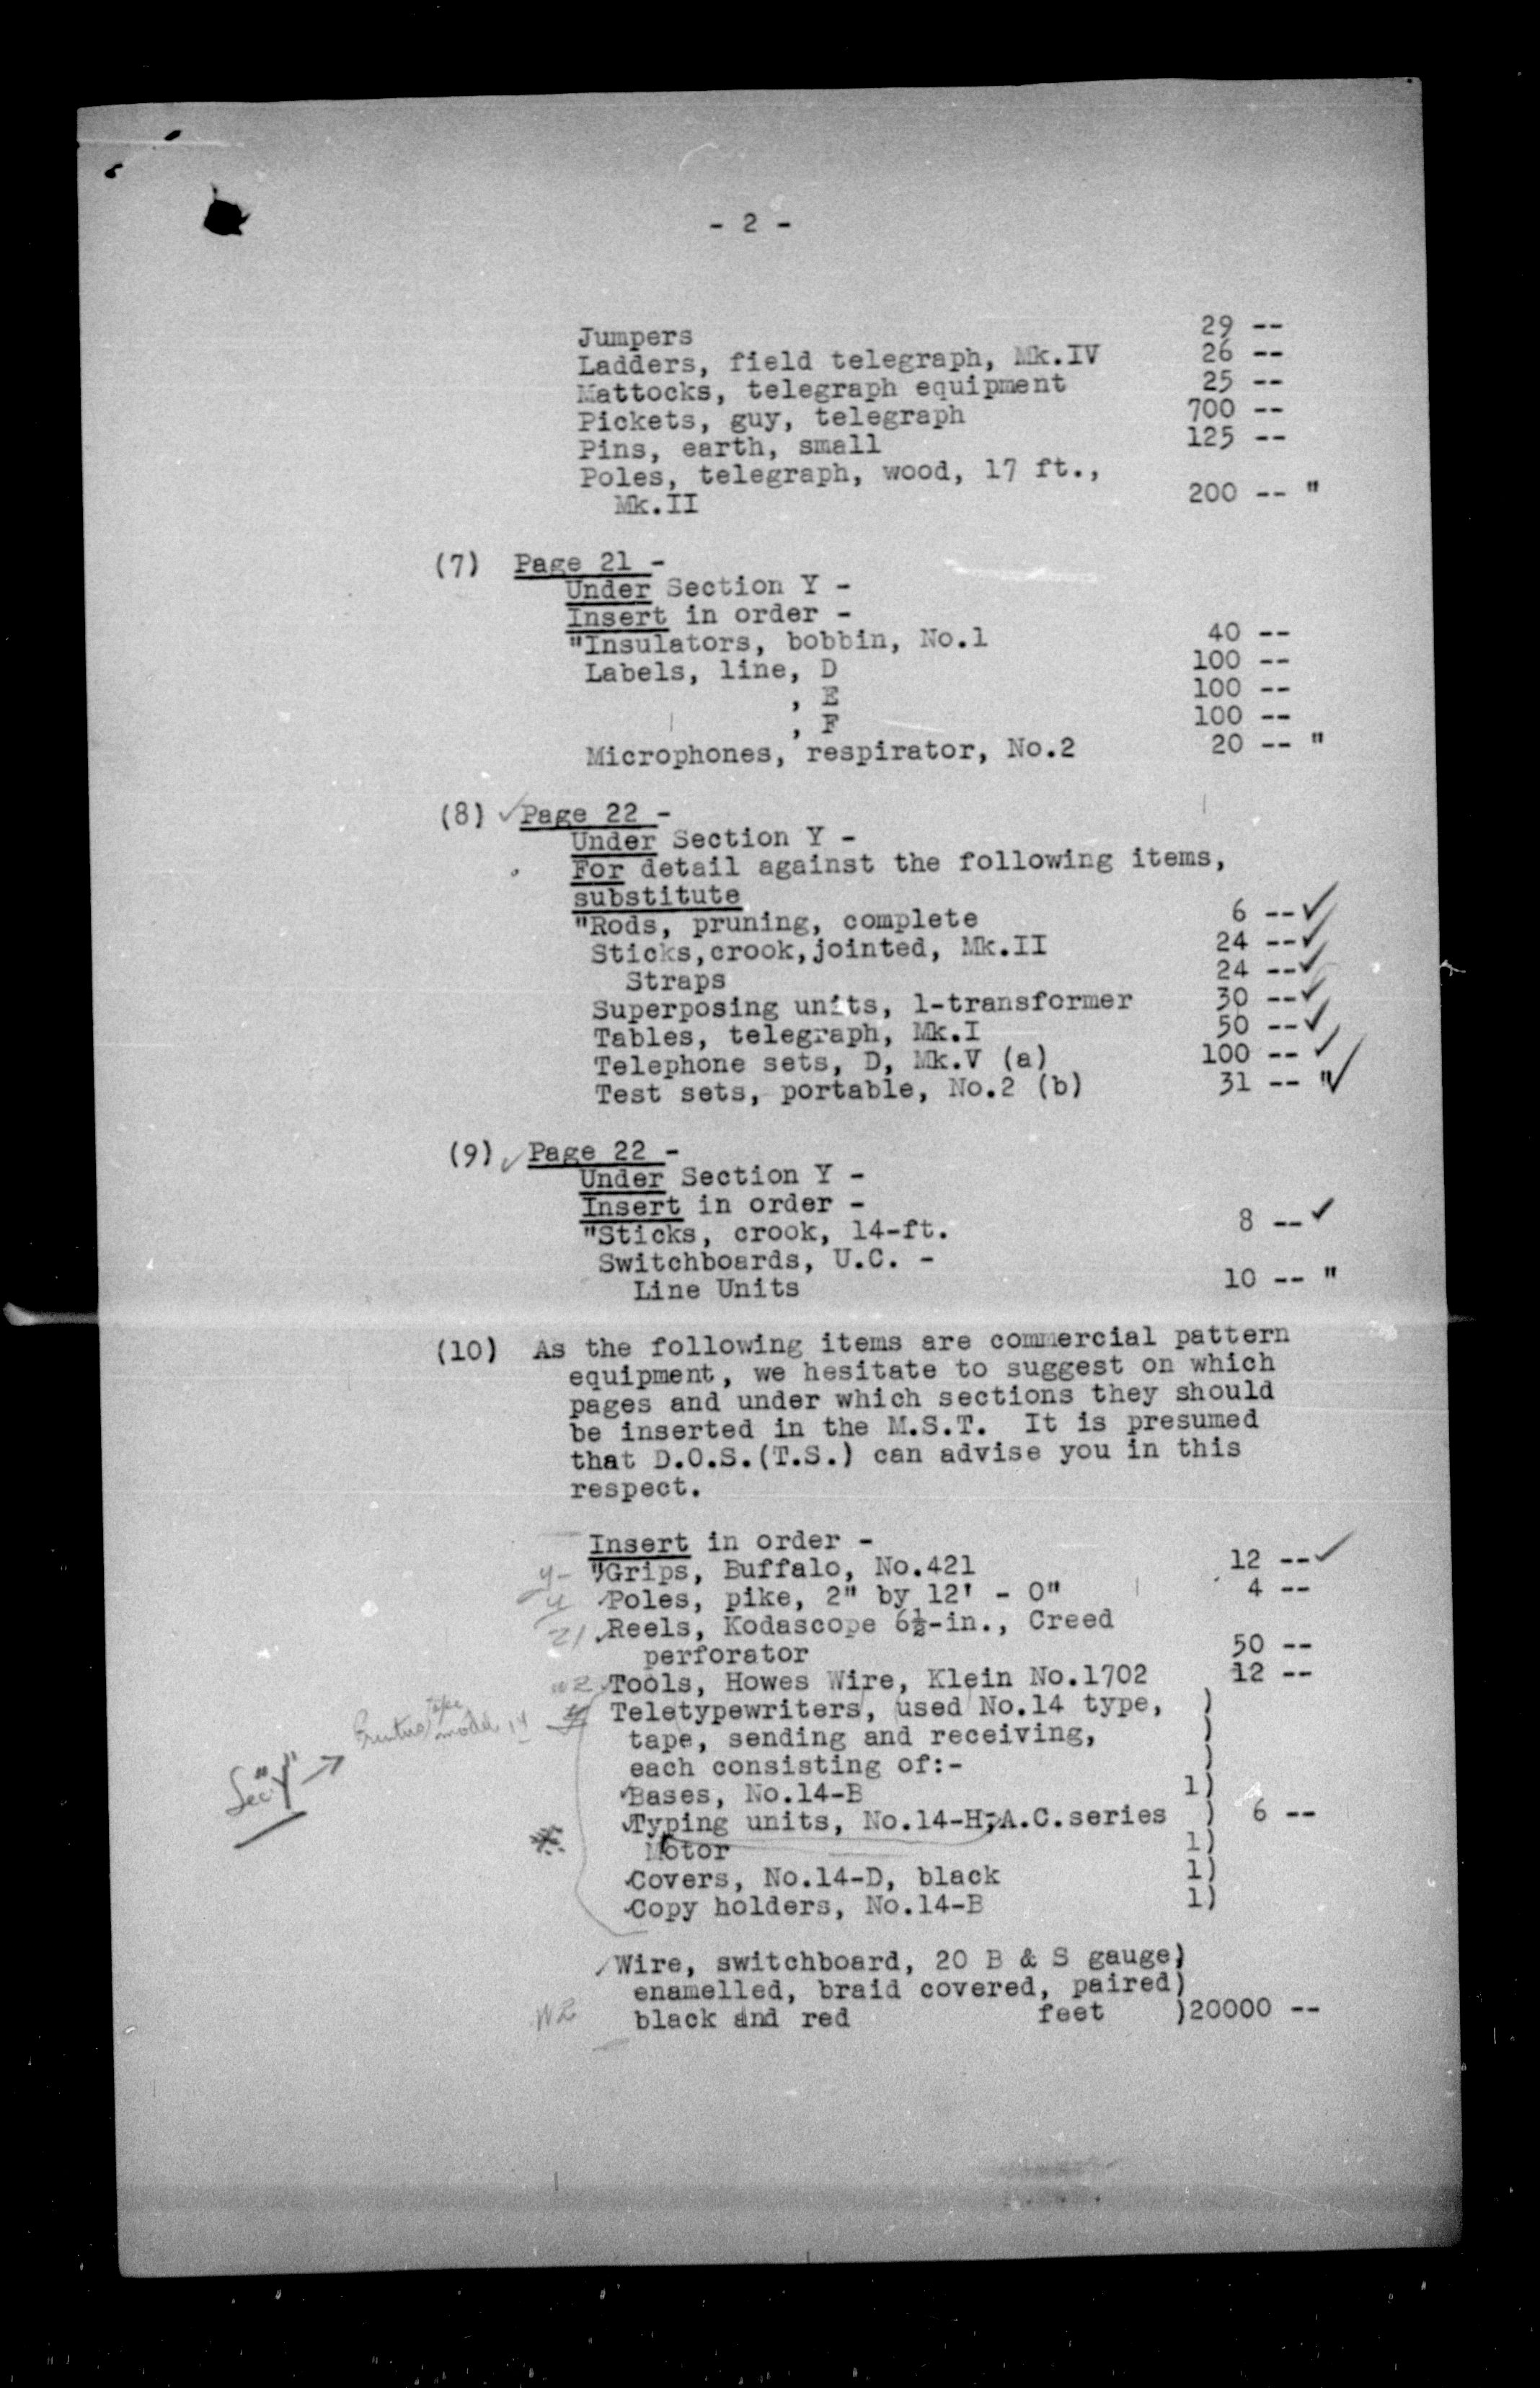 - 2 -
Jumpers 29 --
Ladders, field telegraph, Mk.IV 26 --
Mattocks, telegraph equipment 25 --
Pickets, guy, telegraph 700 --
Pins, earth, small 125 --
Poles, telegraph, wood, 17 ft.,
Mk.II 200 -- "
(7) Page 21 -
Under Section Y -
Insert in order -
"Insulators, bobbin, No.1 40 --
Labels, line, D 100 --
, E 100 --
, F 100 --
Microphones, respirator, No.2 20 -- "
(8) ✓ Page 22 -
Under Section Y -
For detail against the following items,
substitute
"Rods, pruning, complete 6 -- ✓
Sticks,crook,jointed, Mk.II 24 -- ✓
Straps 24 -- ✓
Superposing units, 1-transformer 30 -- ✓
Tables, telegraph, Mk.I 50 -- ✓
Telephone sets, D, Mk.V (a) 100 -- ✓
Test sets, portable, No.2 (b) 31 -- " ✓
(9) ✓ Page 22 -
Under Section Y -
Insert in order -
"Sticks, crook, 14-ft. 8 -- ✓
Switchboards, U.C. -
Line Units 10 -- "
(10) As the following items are commercial pattern
equipment, we hesitate to suggest on which
pages and under which sections they should
be inserted in the M.S.T. It is presumed
that D.O.S.(T.S.) can advise you in this
respect.
Insert in order -
y- "Grips, Buffalo, No.421 12 -- ✓
y Poles, pike, 2" by 12' - 0" 4 --
Z1 Reels, Kodascope 6½-in., Creed
perforator 50 --
W2 Tools, Howes Wire, Klein No.1702 12 --
y Teletypewriters, used No.14 type, )
tape, sending and receiving, )
each consisting of:- )
Bases, No.14-B 1)
Typing units, No.14-H;A.C.series ) 6 --
Motor 1)
Covers, No.14-D, black 1)
Copy holders, No.14-B 1)
tape
model 14
Sec "Y" →
Wire, switchboard, 20 B & S gauge)
enamelled, braid covered, paired)
W2 black and red feet )20000 --